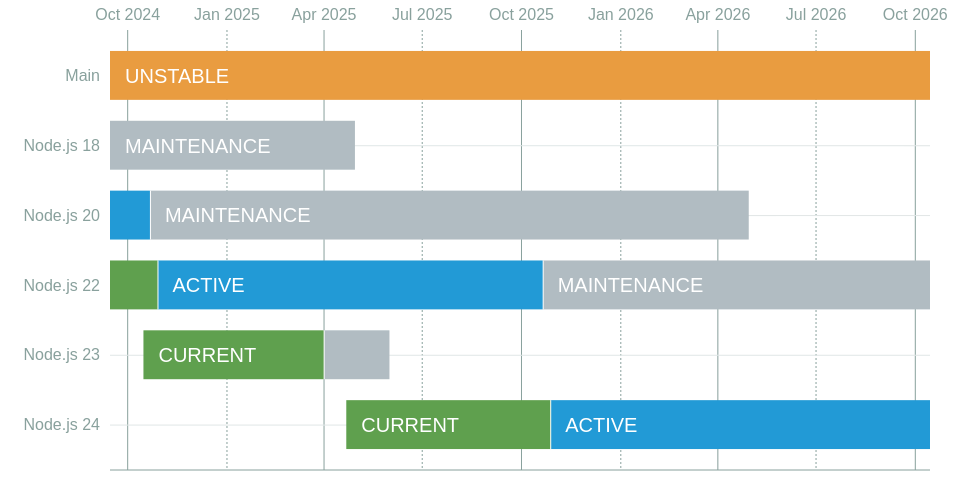 Oct 2024 Jan 2025 Apr 2025 Jul 2025 Oct 2025 Jan 2026 Apr 2026 Jul 2026 Oct 2026
Main UNSTABLE
Node.js 18 MAINTENANCE
Node.js 20 MAINTENANCE
Node.js 22 ACTIVE MAINTENANCE
Node.js 23 CURRENT
Node.js 24 CURRENT ACTIVE